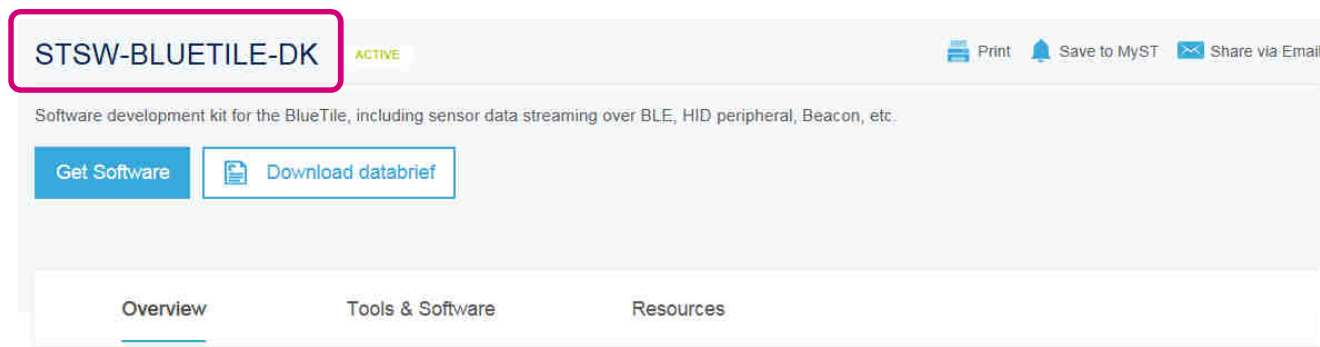 STSW-BLUETILE-DK ACTIVE Print Save to MyST Share via Email
Software development kit for the BlueTile, including sensor data streaming over BLE, HID peripheral, Beacon, etc.
Get Software Download databrief
Overview Tools & Software Resources